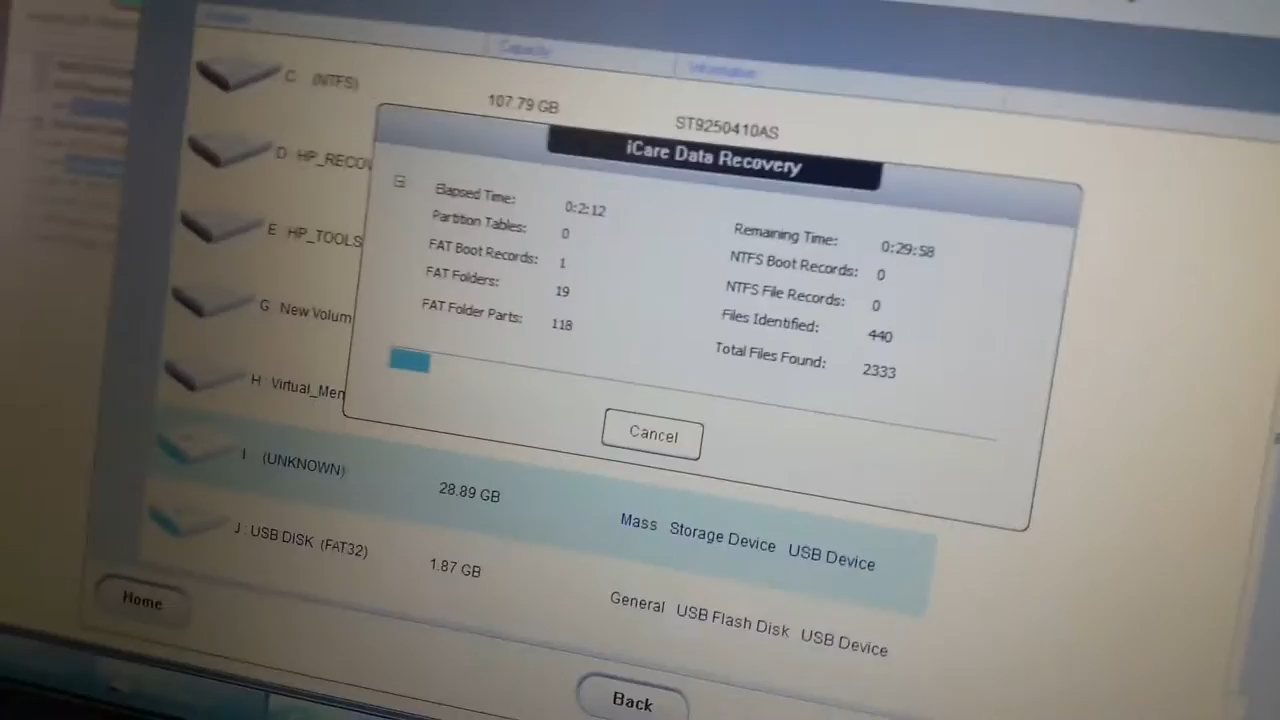 Capacity
Information
C (NTFS)
107.79 GB
ST9250410AS
D HP_RECOV
E HP_TOOLS
G New Volum
H Virtual_Mem
I (UNKNOWN)
28.89 GB
Mass Storage Device USB Device
J : USB DISK (FAT32)
1.87 GB
General USB Flash Disk USB Device
iCare Data Recovery
Elapsed Time: 0:2:12
Partition Tables: 0
FAT Boot Records: 1
FAT Folders: 19
FAT Folder Parts: 118
Remaining Time: 0:29:58
NTFS Boot Records: 0
NTFS File Records: 0
Files Identified: 440
Total Files Found: 2333
Cancel
Home
Back